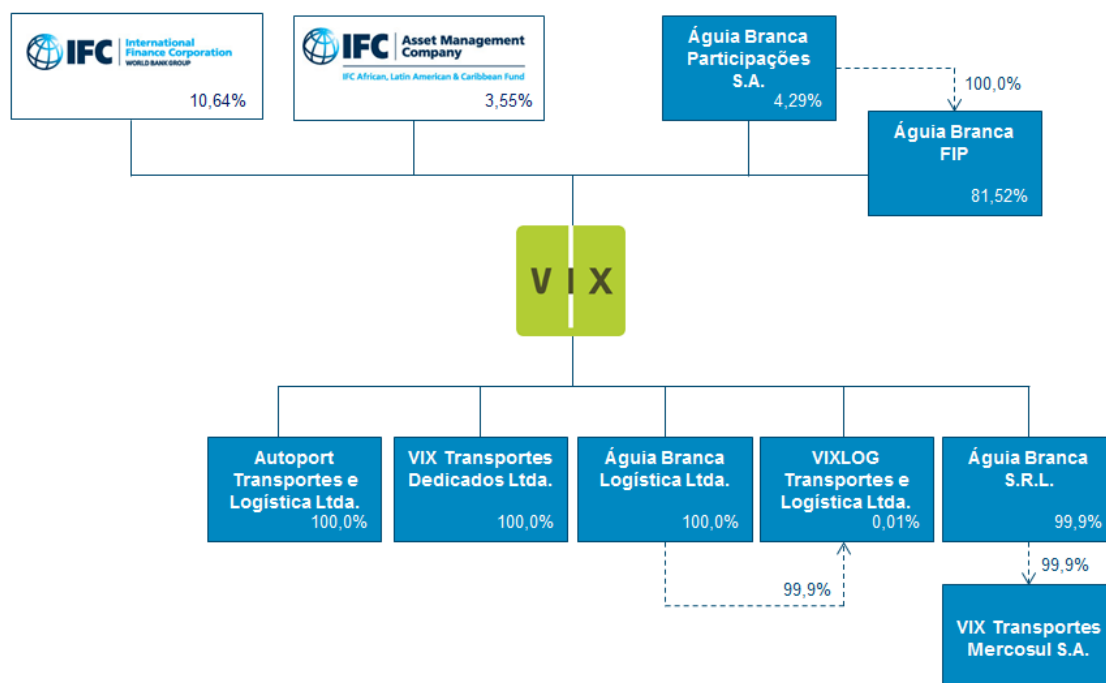 IFC
International
Finance Corporation
WORLD BANK GROUP
10,64%
IFC
Asset Management
Company
IFC African, Latin American & Caribbean Fund
3,55%
Águia Branca
Participações
S.A.
4,29%
100,0%
Águia Branca
FIP
81,52%
VIX
Autoport
Transportes e
Logística Ltda.
100,0%
VIX Transportes
Dedicados Ltda.
100,0%
Águia Branca
Logística Ltda.
100,0%
VIXLOG
Transportes e
Logística Ltda.
0,01%
Águia Branca
S.R.L.
99,9%
99,9%
99,9%
VIX Transportes
Mercosul S.A.